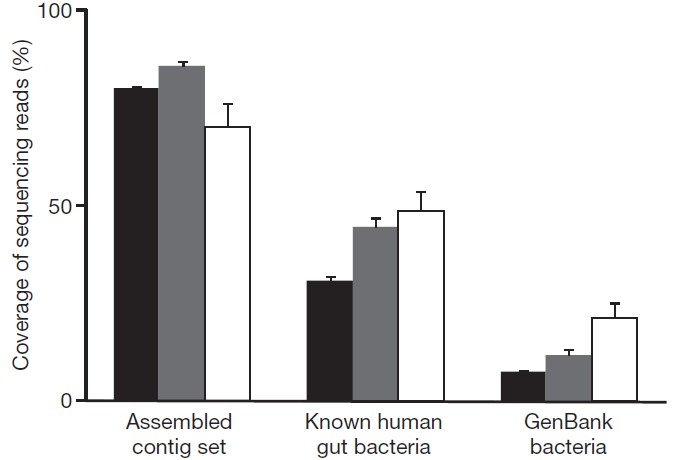 100
50
0
Coverage of sequencing reads (%)
Assembled
contig set
Known human
gut bacteria
GenBank
bacteria